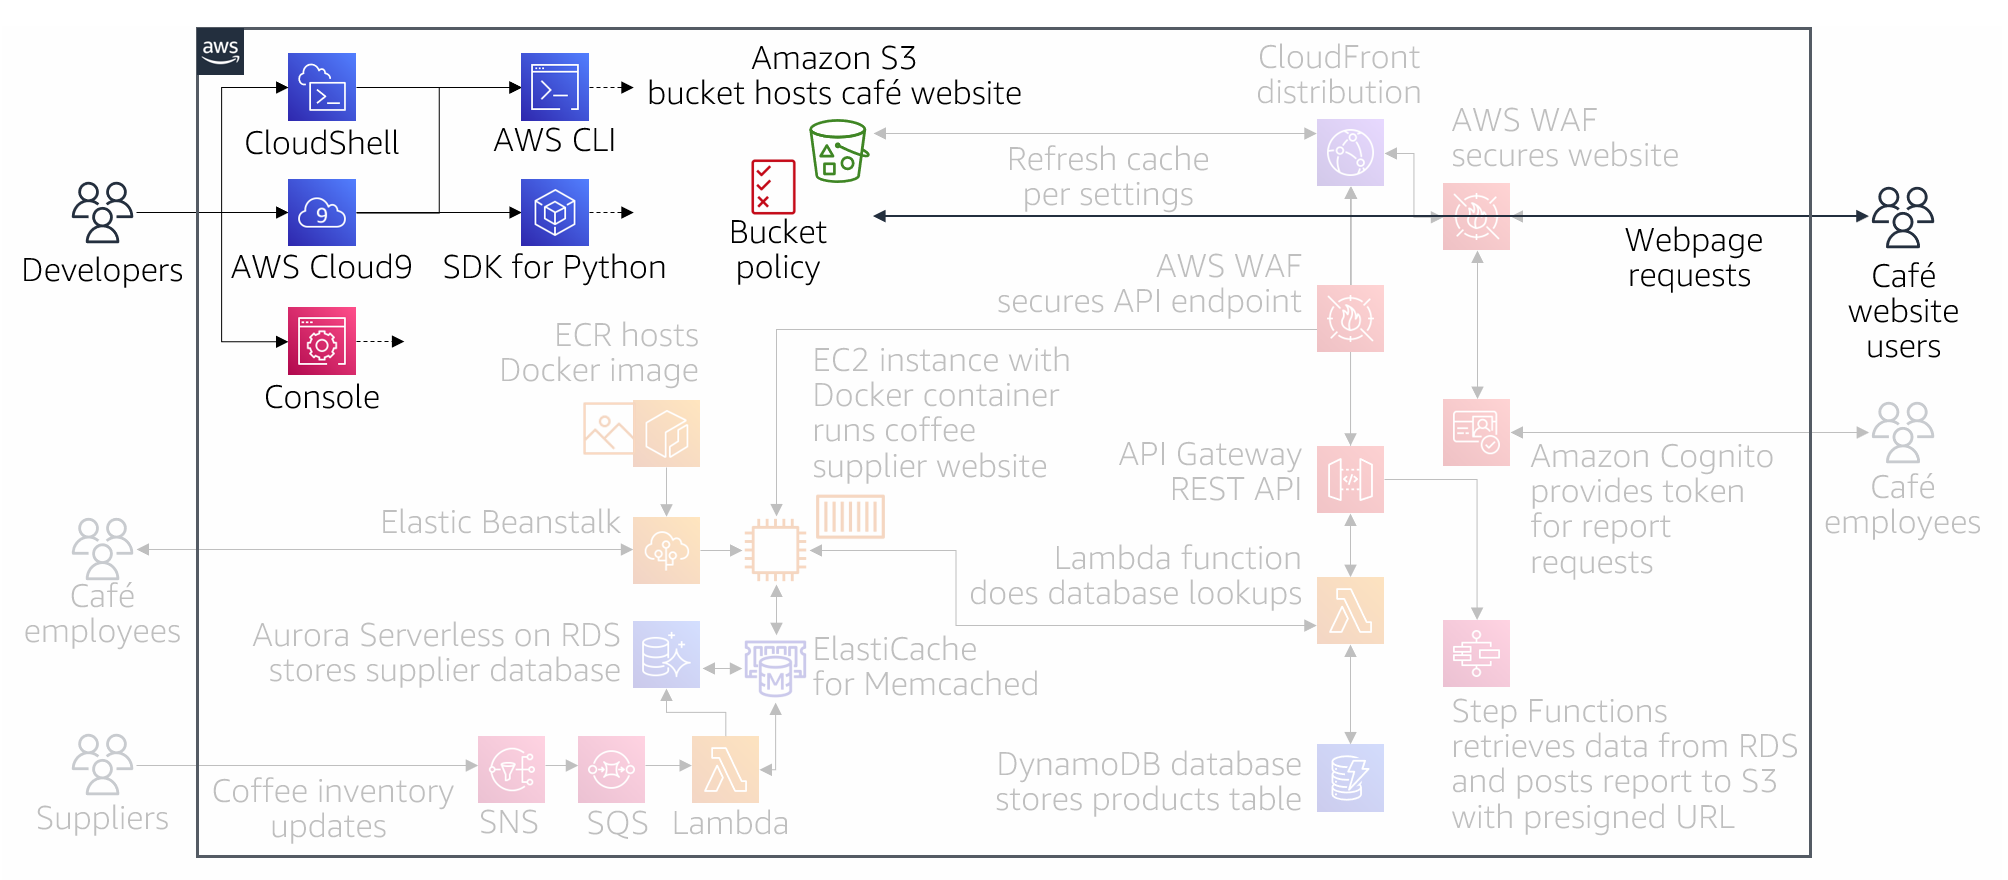 aws
Amazon S3
bucket hosts café website
CloudFront
distribution
CloudShell
AWS CLI
AWS WAF
secures website
Refresh cache
per settings
9
Developers
AWS Cloud9
SDK for Python
Bucket
policy
Webpage
requests
Café
website
users
AWS WAF
secures API endpoint
Console
ECR hosts
Docker image
EC2 instance with
Docker container
runs coffee
supplier website
API Gateway
REST API
</>
Amazon Cognito
provides token
for report
requests
Café
employees
Elastic Beanstalk
Café
employees
Lambda function
does database lookups
Aurora Serverless on RDS
stores supplier database
M
ElastiCache
for Memcached
Step Functions
retrieves data from RDS
and posts report to S3
with presigned URL
DynamoDB database
stores products table
Suppliers
Coffee inventory
updates
SNS
SQS
Lambda